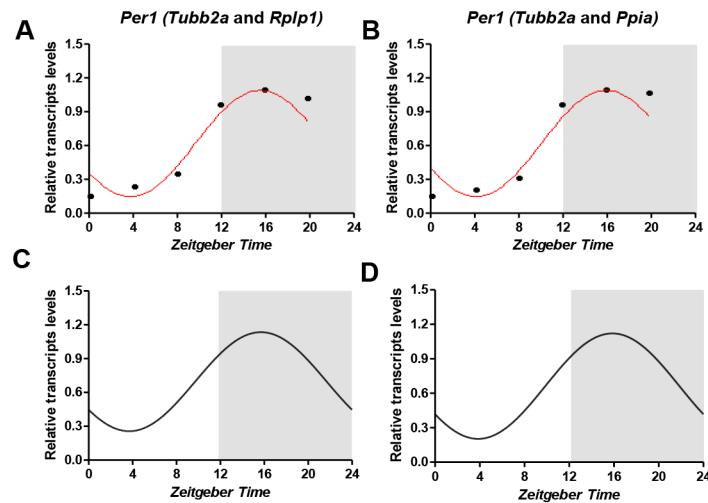 A
Per1 (Tubb2a and Rplp1)
Relative transcripts levels
1.5
1.2
0.9
0.6
0.3
0.0
0 4 8 12 16 20 24
Zeitgeber Time
B
Per1 (Tubb2a and Ppia)
Relative transcripts levels
1.5
1.2
0.9
0.6
0.3
0.0
0 4 8 12 16 20 24
Zeitgeber Time
C
Relative transcripts levels
1.5
1.2
0.9
0.6
0.3
0.0
0 4 8 12 16 20 24
Zeitgeber Time
D
Relative transcripts levels
1.5
1.2
0.9
0.6
0.3
0.0
0 4 8 12 16 20 24
Zeitgeber Time